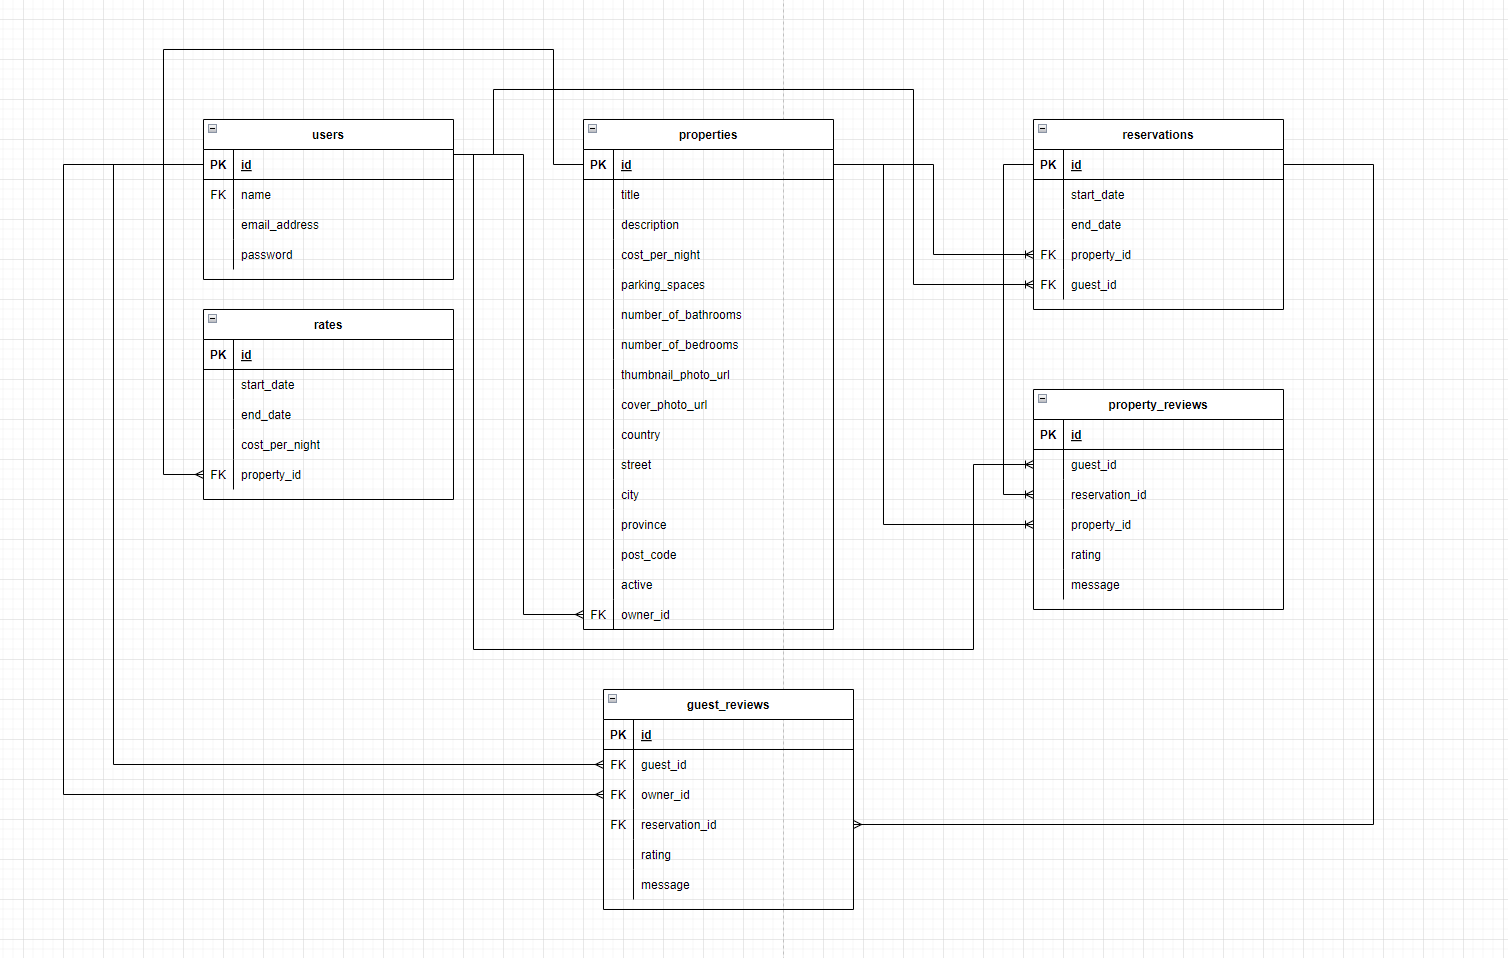 users
PK id
FK name
email_address
password
rates
PK id
start_date
end_date
cost_per_night
FK property_id
properties
PK id
title
description
cost_per_night
parking_spaces
number_of_bathrooms
number_of_bedrooms
thumbnail_photo_url
cover_photo_url
country
street
city
province
post_code
active
FK owner_id
reservations
PK id
start_date
end_date
FK property_id
FK guest_id
property_reviews
PK id
guest_id
reservation_id
property_id
rating
message
guest_reviews
PK id
FK guest_id
FK owner_id
FK reservation_id
rating
message